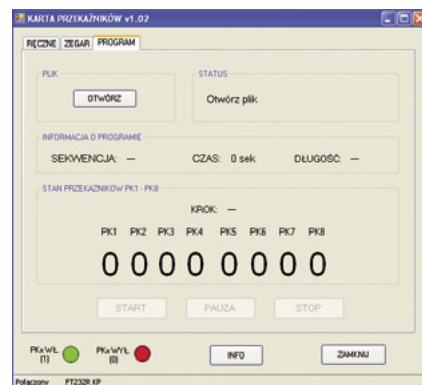 KARTA PRZEKAŹNIKÓW v1.02
RĘCZNE ZEGAR PROGRAM
PLIK STATUS
OTWÓRZ Otwórz plik
INFORMACJA O PROGRAMIE
SEKWENCJA: — CZAS: 0 sek DŁUGOŚĆ: —
STAN PRZEKAŹNIKÓW PK1 - PK8
KROK: —
PK1 PK2 PK3 PK4 PK5 PK6 PK7 PK8
0 0 0 0 0 0 0 0
START PAUZA STOP
PKx WŁ. (1) PKx WYŁ. (0) INFO ZAMKNIJ
Połączony FT232R KP